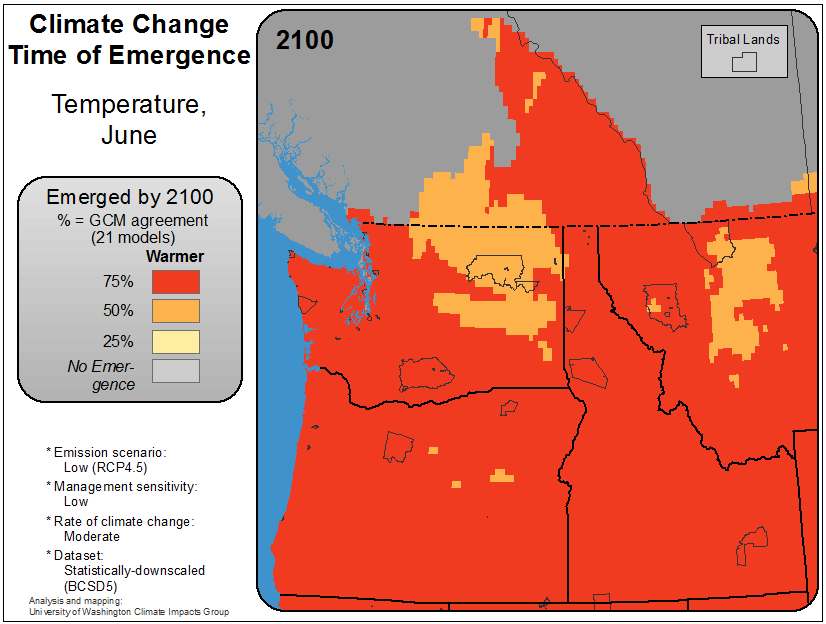 Climate Change
Time of Emergence
Temperature,
June
Emerged by 2100
% = GCM agreement
(21 models)
Warmer
75%
50%
25%
No Emer-
gence
* Emission scenario:
Low (RCP4.5)
* Management sensitivity:
Low
* Rate of climate change:
Moderate
* Dataset:
Statistically-downscaled
(BCSD5)
Analysis and mapping:
University of Washington Climate Impacts Group
2100
Tribal Lands